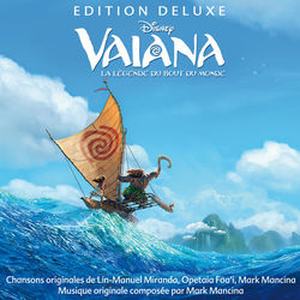 EDITION DELUXE
Disney
VAIANA
LA LÉGENDE DU BOUT DU MONDE
Chansons originales de Lin-Manuel Miranda, Opetaia Foa'i, Mark Mancina
Musique originale composée par Mark Mancina